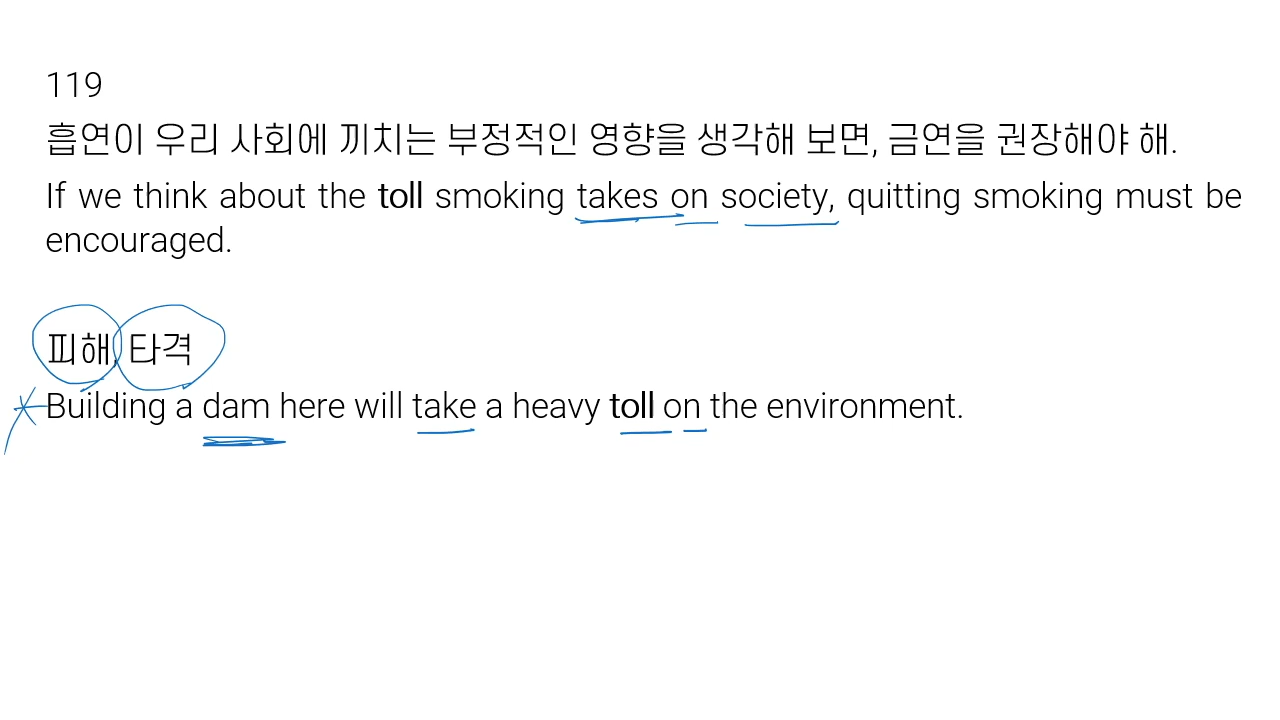 119
흡연이 우리 사회에 끼치는 부정적인 영향을 생각해 보면, 금연을 권장해야 해.
If we think about the toll smoking takes on society, quitting smoking must be
encouraged.
피해, 타격
Building a dam here will take a heavy toll on the environment.